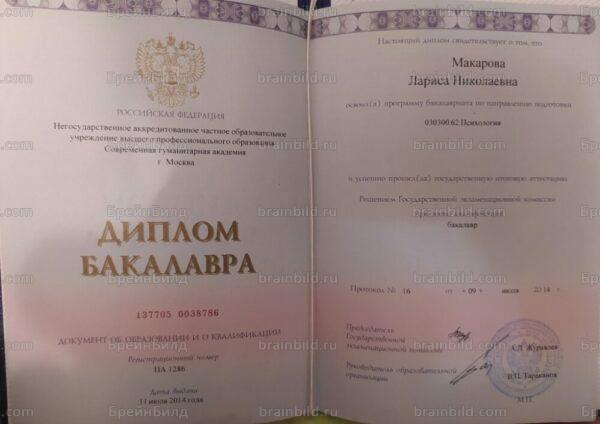 РОССИЙСКАЯ ФЕДЕРАЦИЯ
Негосударственное аккредитованное частное образовательное
учреждение высшего профессионального образования
Современная гуманитарная академия
г. Москва
ДИПЛОМ
БАКАЛАВРА
137705 0038786
ДОКУМЕНТ ОБ ОБРАЗОВАНИИ И О КВАЛИФИКАЦИИ
Регистрационный номер
ПА 1286
Дата выдачи
11 июля 2014 года
Настоящий диплом свидетельствует о том, что
Макарова
Лариса Николаевна
освоил(а) программу бакалавриата по направлению подготовки
030300.62 Психология
и успешно прошел(ла) государственную итоговую аттестацию
Решением Государственной экзаменационной комиссии
бакалавр
Протокол № 16 от « 09 » июля 2014 г.
Председатель
Государственной
экзаменационной комиссии
С.П. Журавлев
Руководитель образовательной
организации
В.П. Тараканов
М.П.
БрейнБилд
brainbild.ru